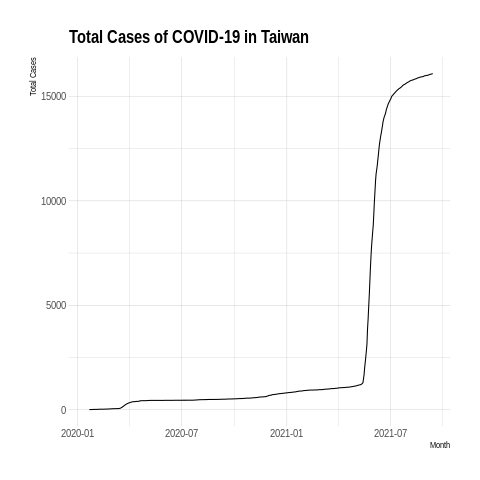 Total Cases of COVID-19 in Taiwan
Total Cases
15000
10000
5000
0
2020-01 2020-07 2021-01 2021-07
Month